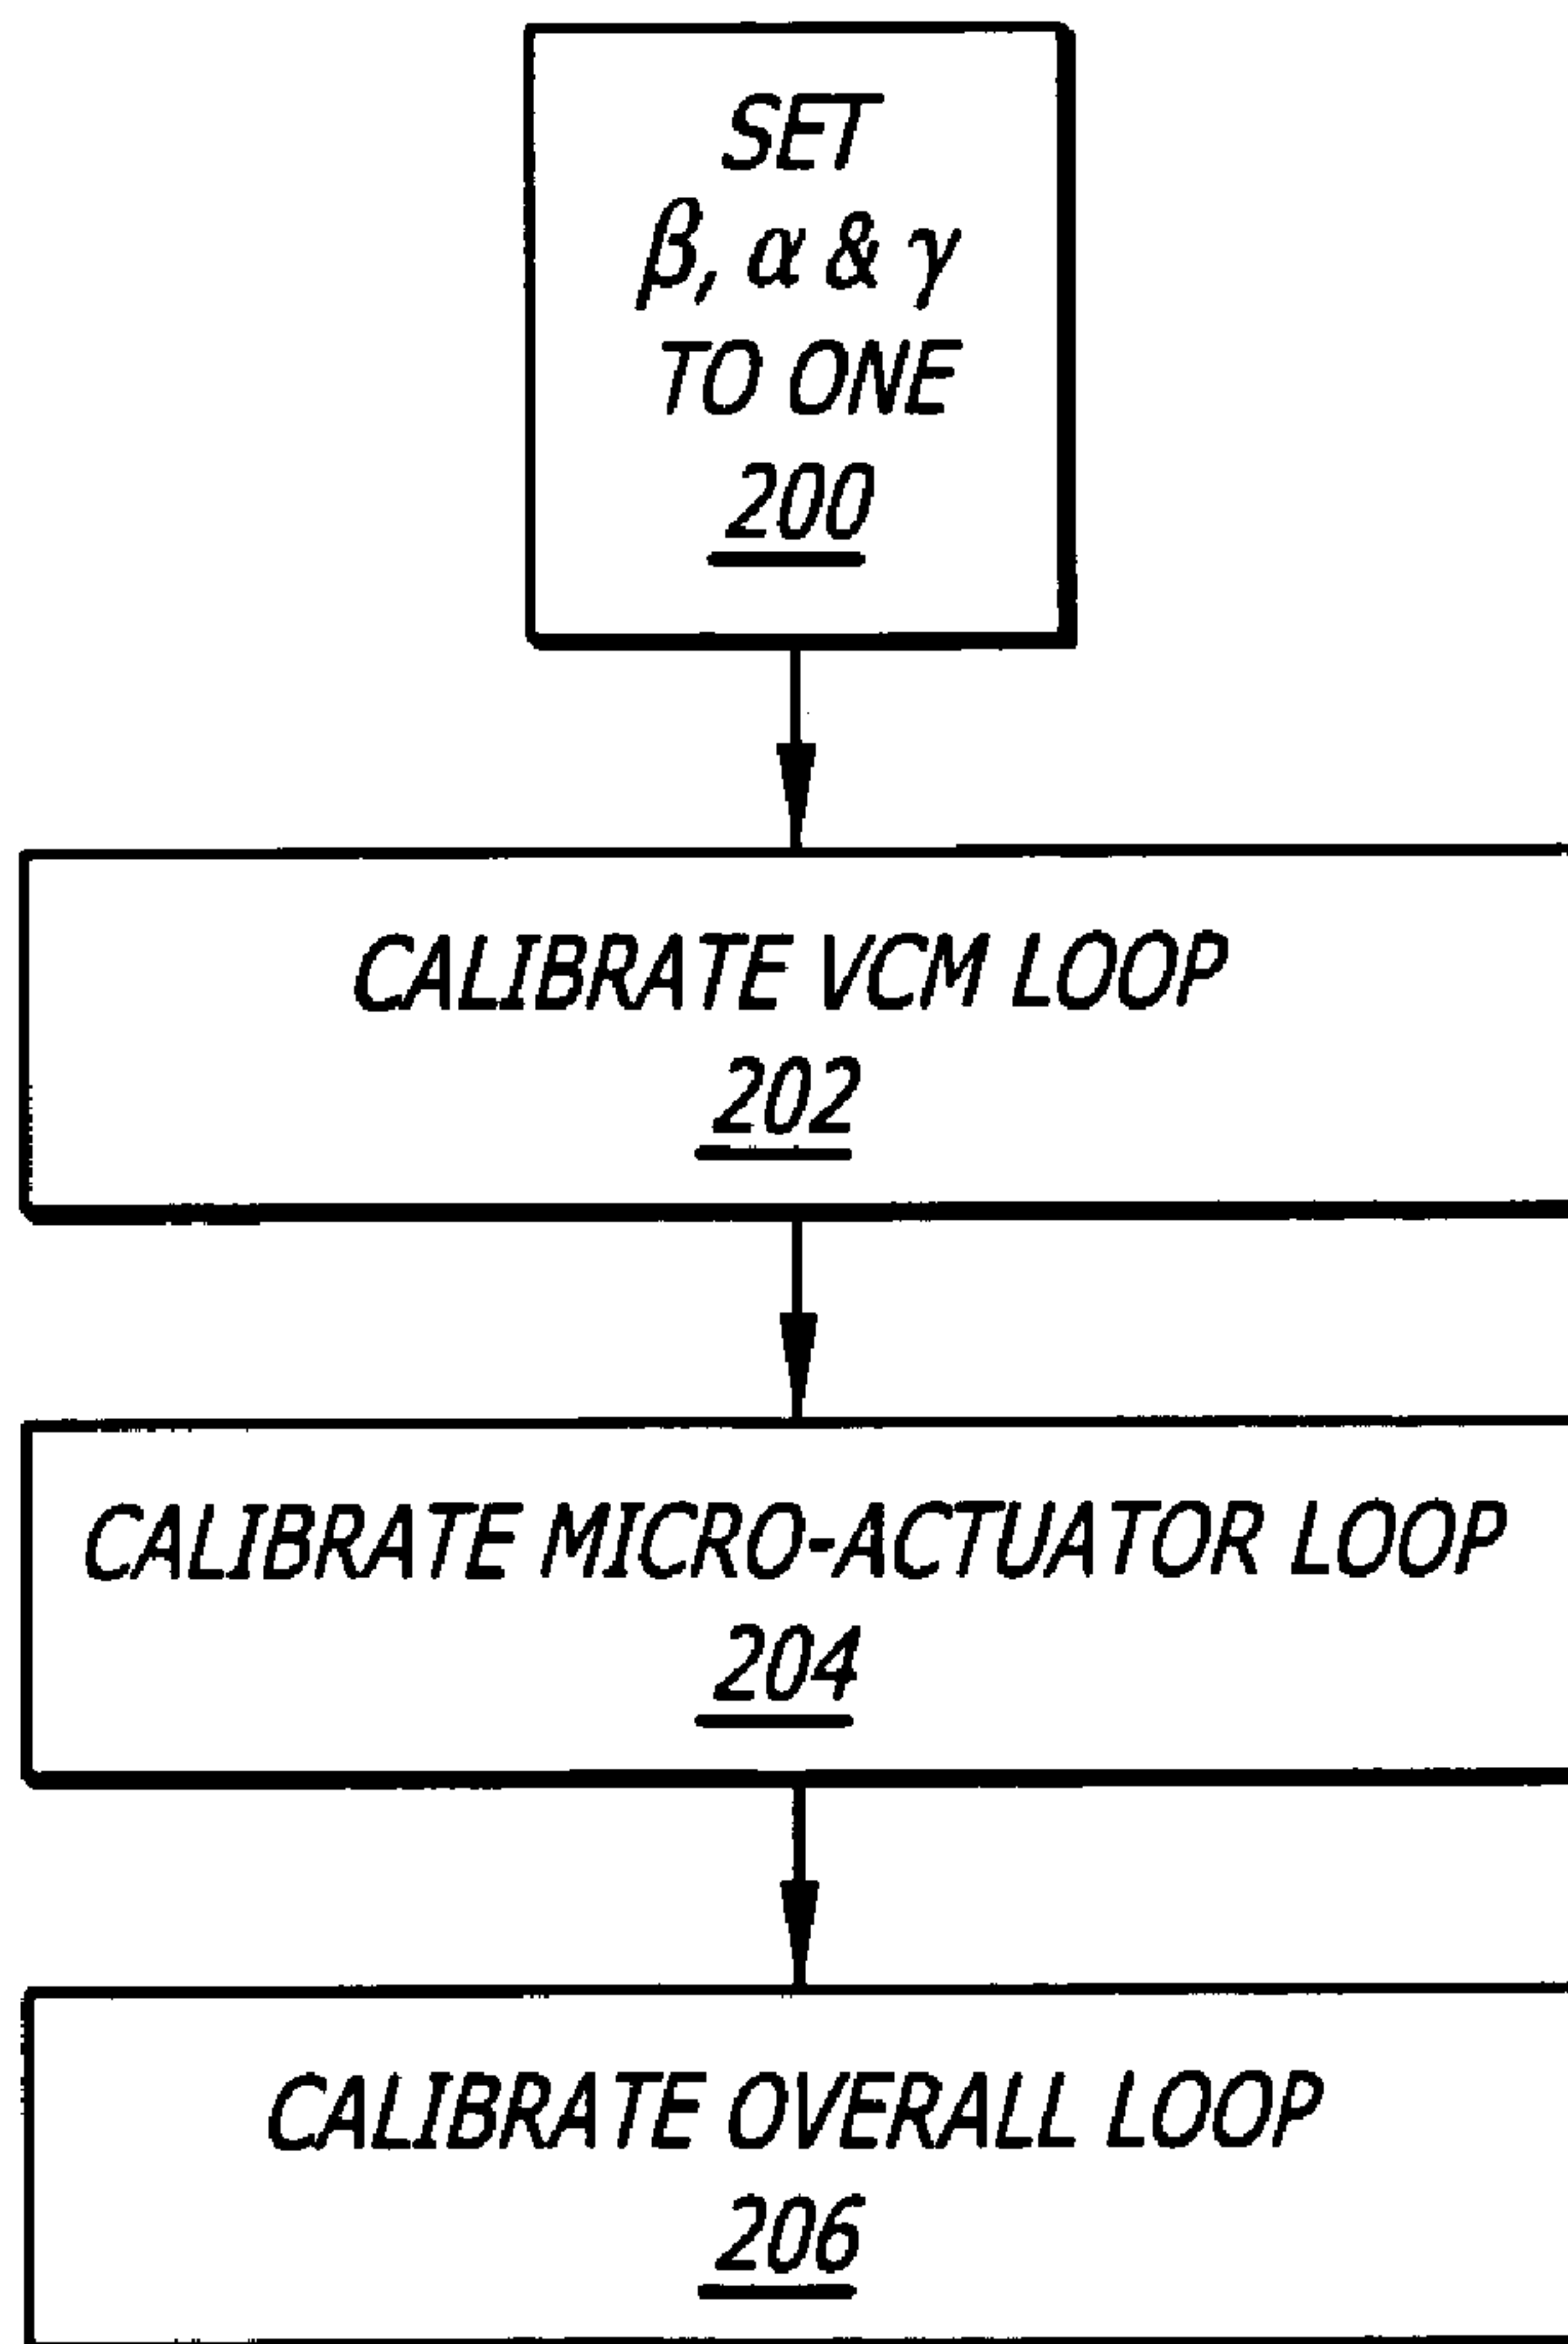 SET
β, α & γ
TO ONE
200
CALIBRATE VCM LOOP
202
CALIBRATE MICRO-ACTUATOR LOOP
204
CALIBRATE OVERALL LOOP
206